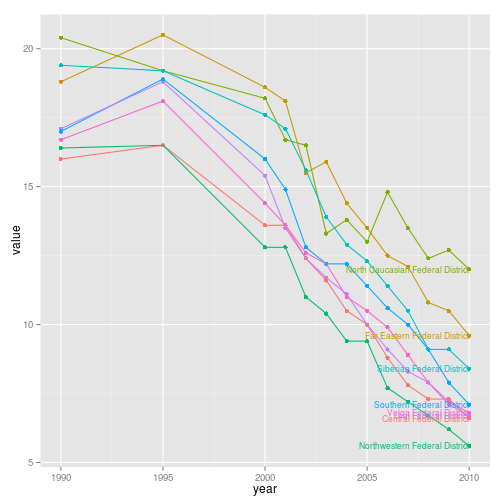 20
15
10
5
value
North Caucasian Federal District
Far Eastern Federal District
Siberian Federal District
Southern Federal District
Volga Federal District
Central Federal District
Northwestern Federal District
1990
1995
2000
2005
2010
year